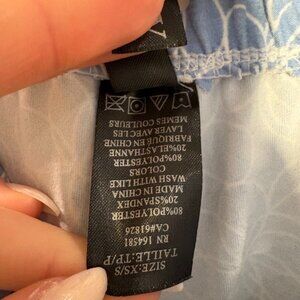 SIZE:XS/S
TAILLE:TP/P
RN 164581
CA#61826
80%POLYESTER
20%SPANDEX
MADE IN CHINA
WASH WITH LIKE
COLORS
80%POLYESTER
20%ELASTHANNE
FABRIQUÉ EN CHINE
LAVER AVEC LES
MEMES COULEURS